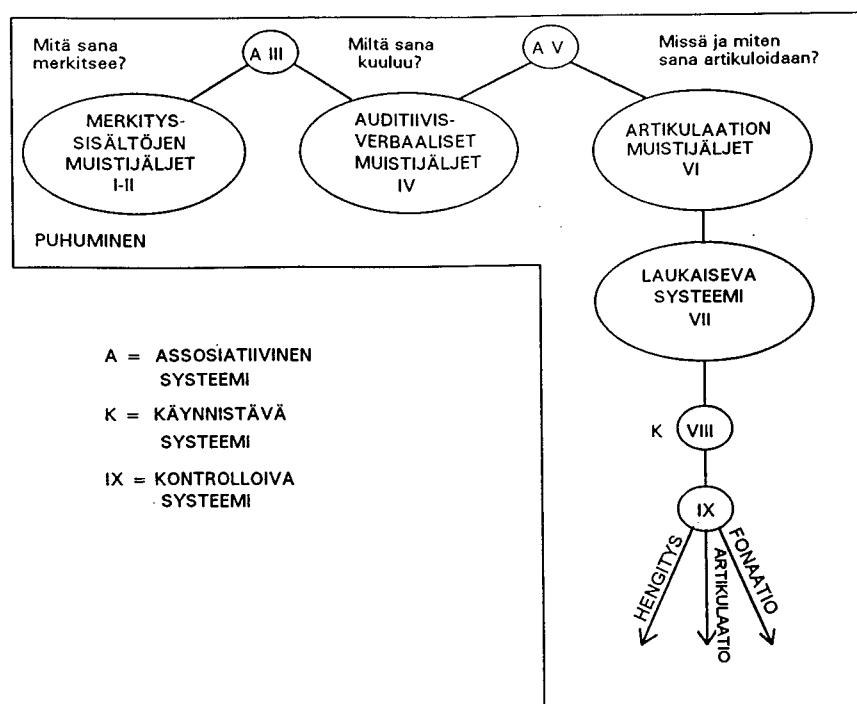 Mitä sana
merkitsee?
A III
Miltä sana
kuuluu?
A V
Missä ja miten
sana artikuloidaan?
MERKITYS-
SISÄLTÖJEN
MUISTIJÄLJET
I-II
AUDITIIVIS-
VERBAALISET
MUISTIJÄLJET
IV
ARTIKULAATION
MUISTIJÄLJET
VI
PUHUMINEN
LAUKAISEVA
SYSTEEMI
VII
A = ASSOSIATIIVINEN
SYSTEEMI
K = KÄYNNISTÄVÄ
SYSTEEMI
IX = KONTROLLOIVA
SYSTEEMI
K VIII
IX
HENGITYS
ARTIKULAATIO
FONAATIO